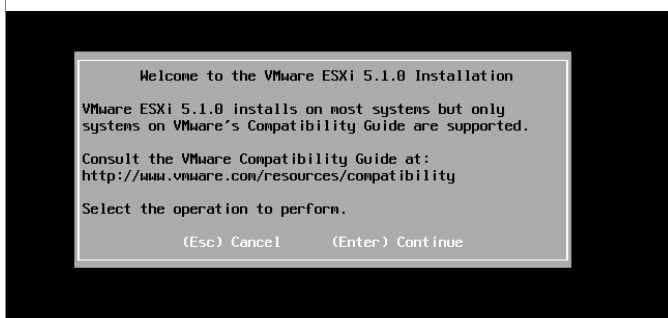 Welcome to the VMware ESXi 5.1.0 Installation
VMware ESXi 5.1.0 installs on most systems but only
systems on VMware's Compatibility Guide are supported.
Consult the VMware Compatibility Guide at:
http://www.vmware.com/resources/compatibility
Select the operation to perform.
(Esc) Cancel (Enter) Continue